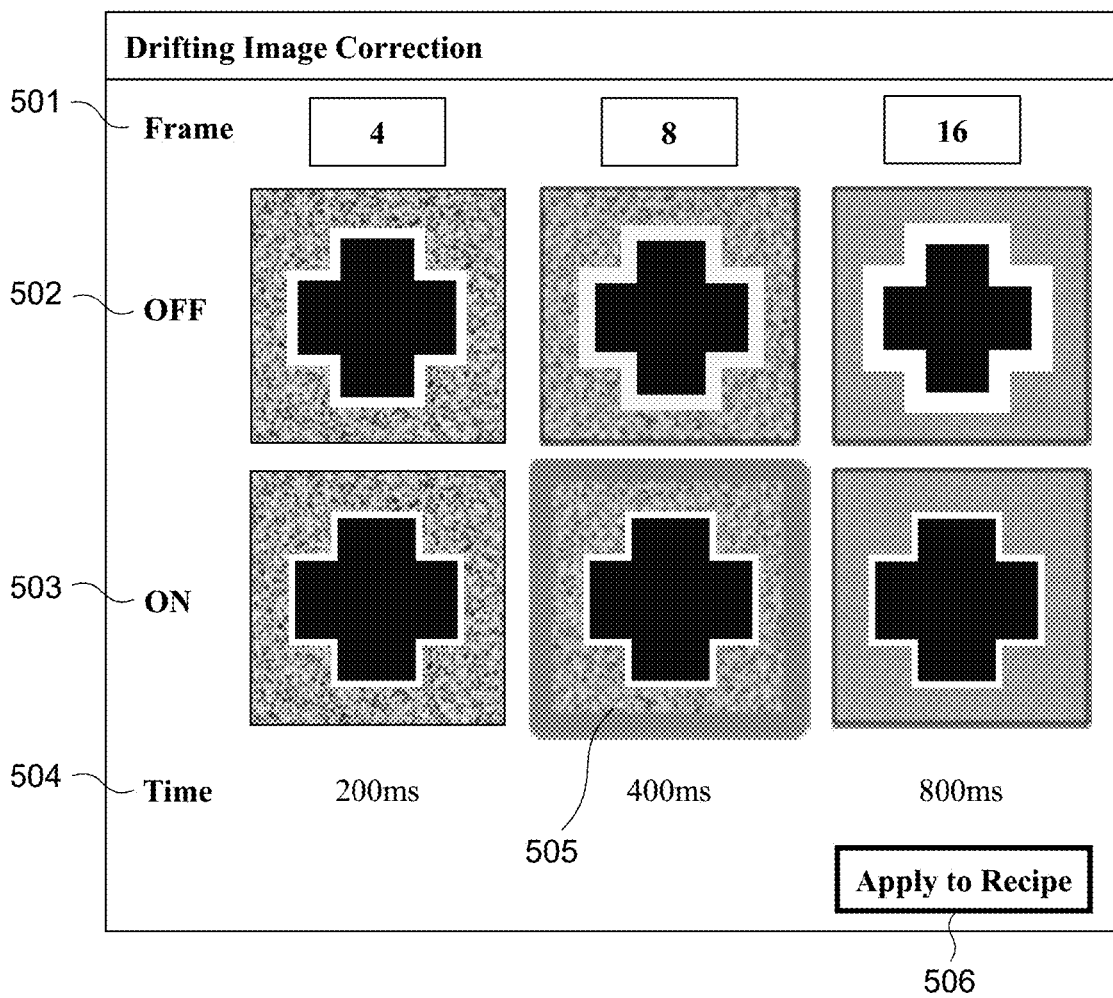 Drifting Image Correction
501
Frame 4 8 16
502
OFF
503
ON
504
Time 200ms 400ms 800ms
505
Apply to Recipe
506